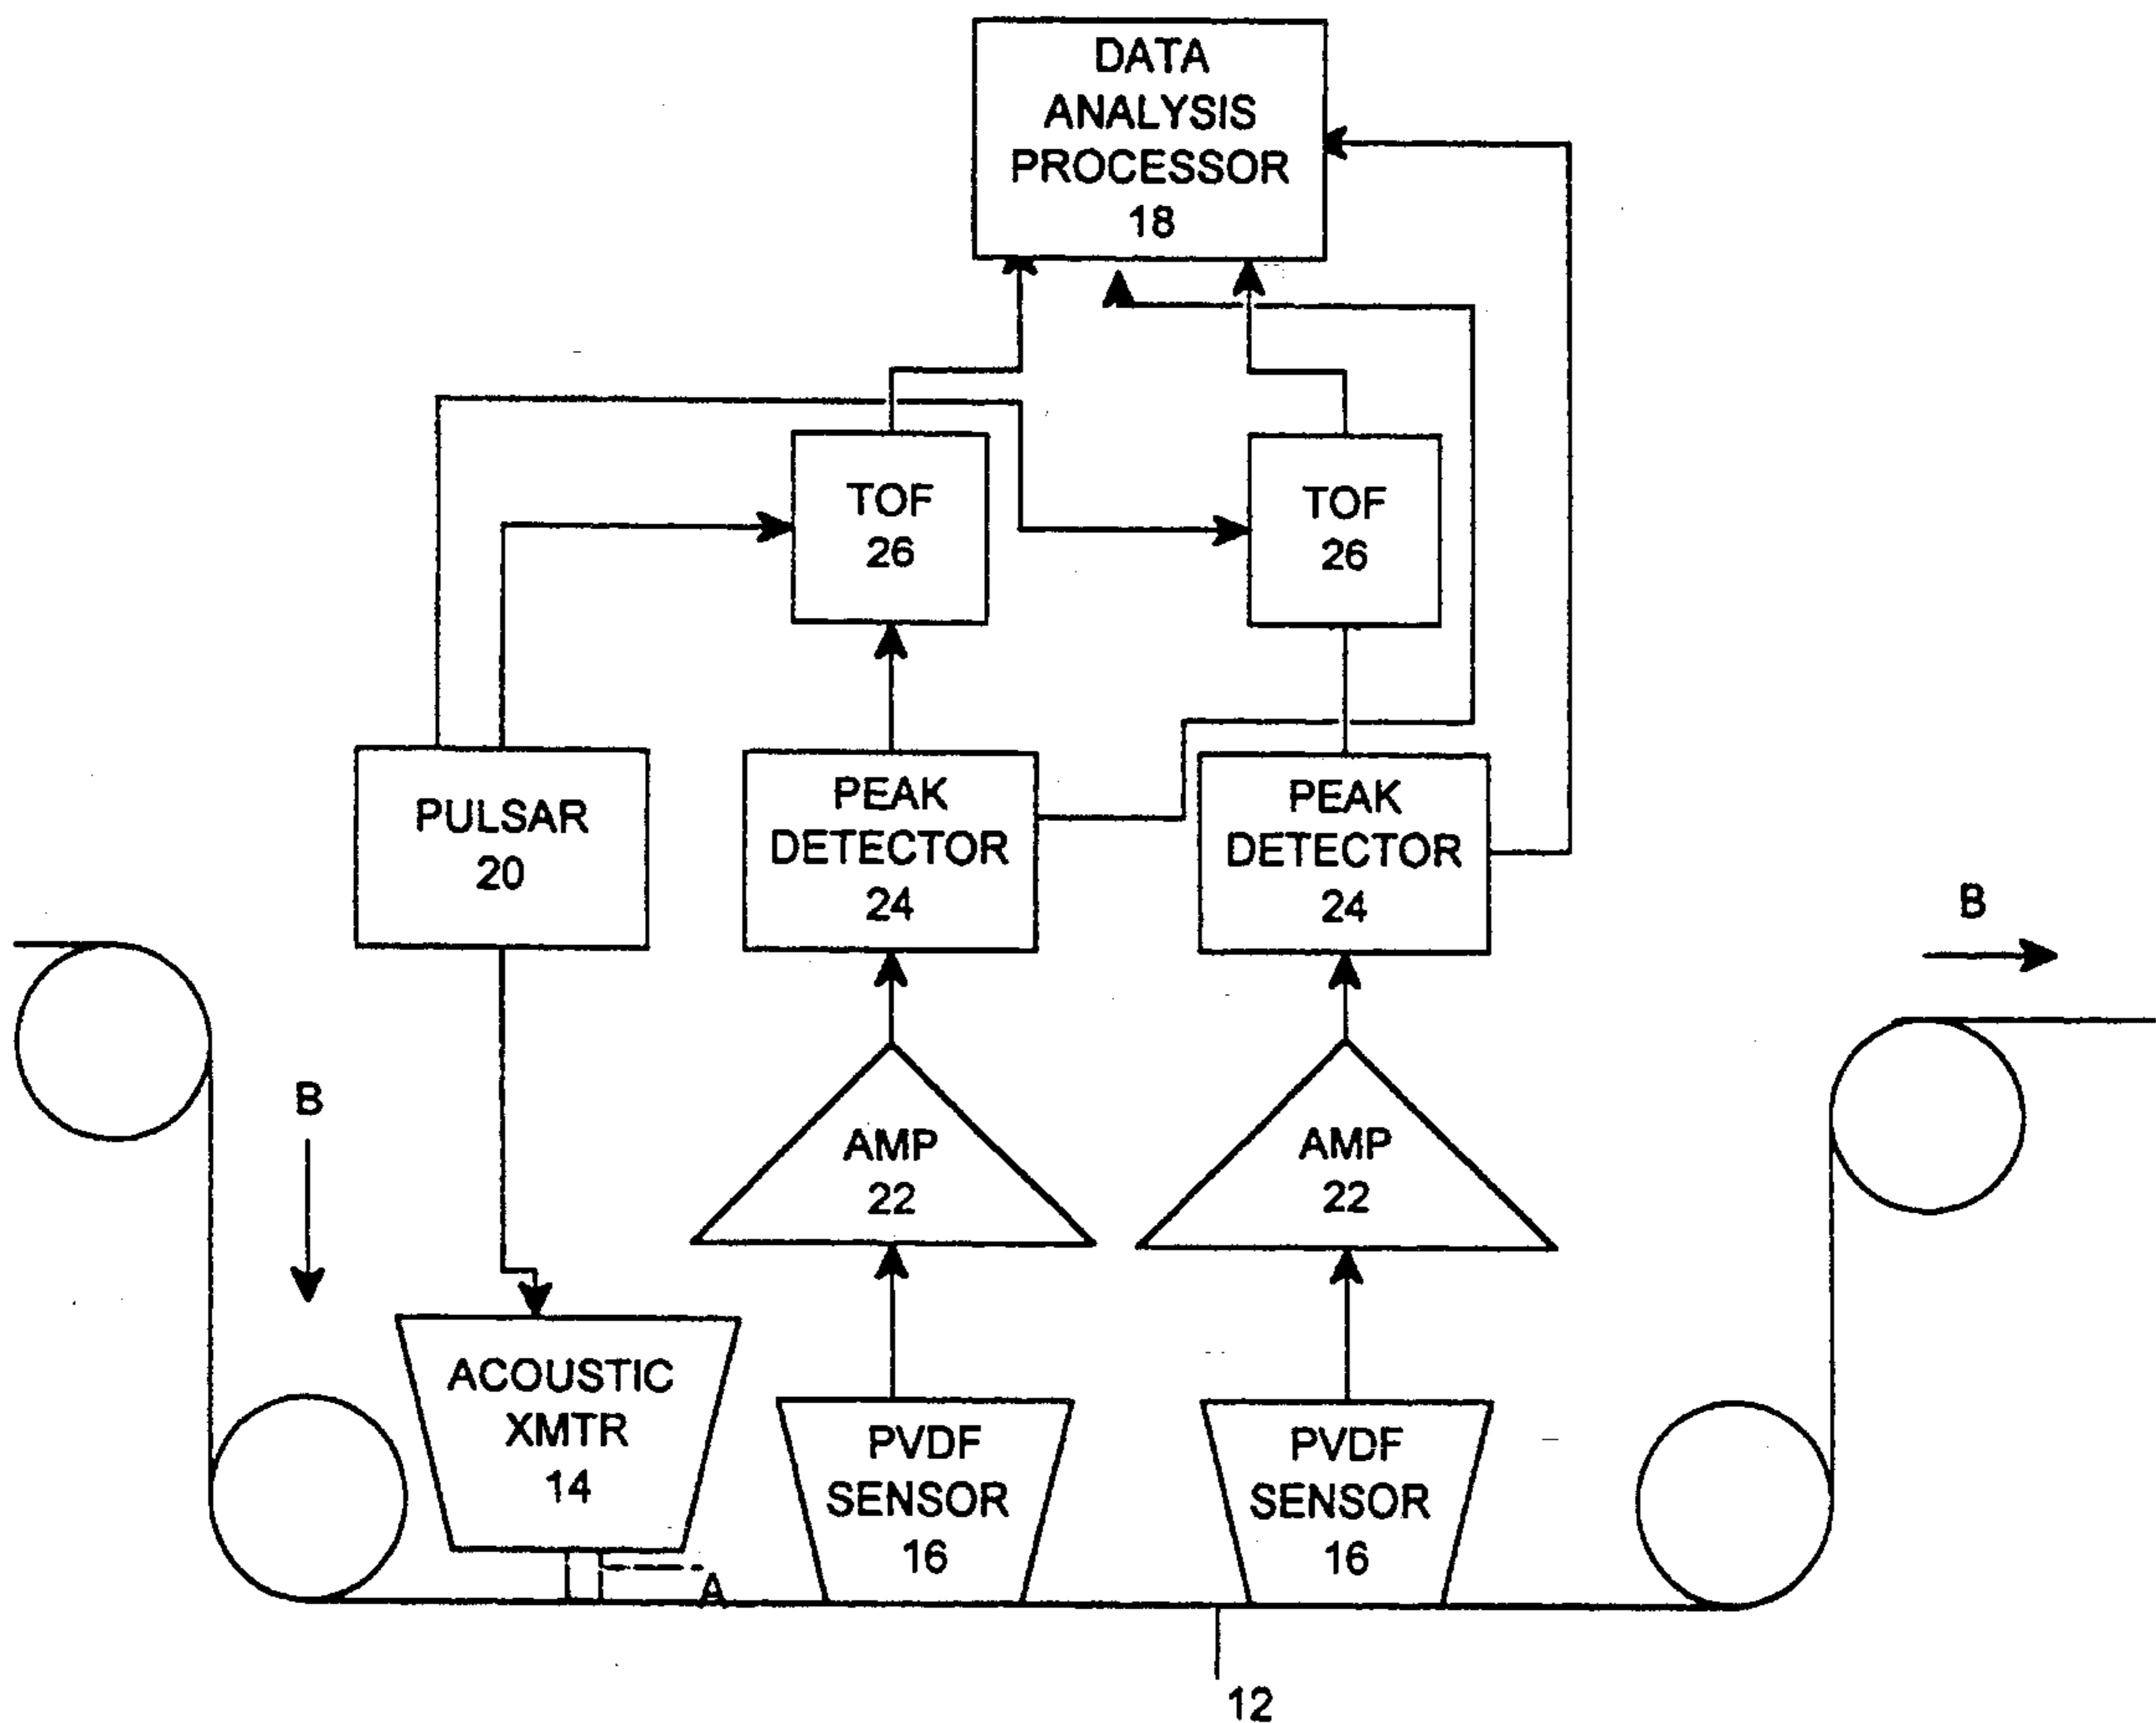 DATA
ANALYSIS
PROCESSOR
18
TOF
26
TOF
26
PULSAR
20
PEAK
DETECTOR
24
PEAK
DETECTOR
24
B
B
AMP
22
AMP
22
ACOUSTIC
XMTR
14
PVDF
SENSOR
16
PVDF
SENSOR
16
A
12